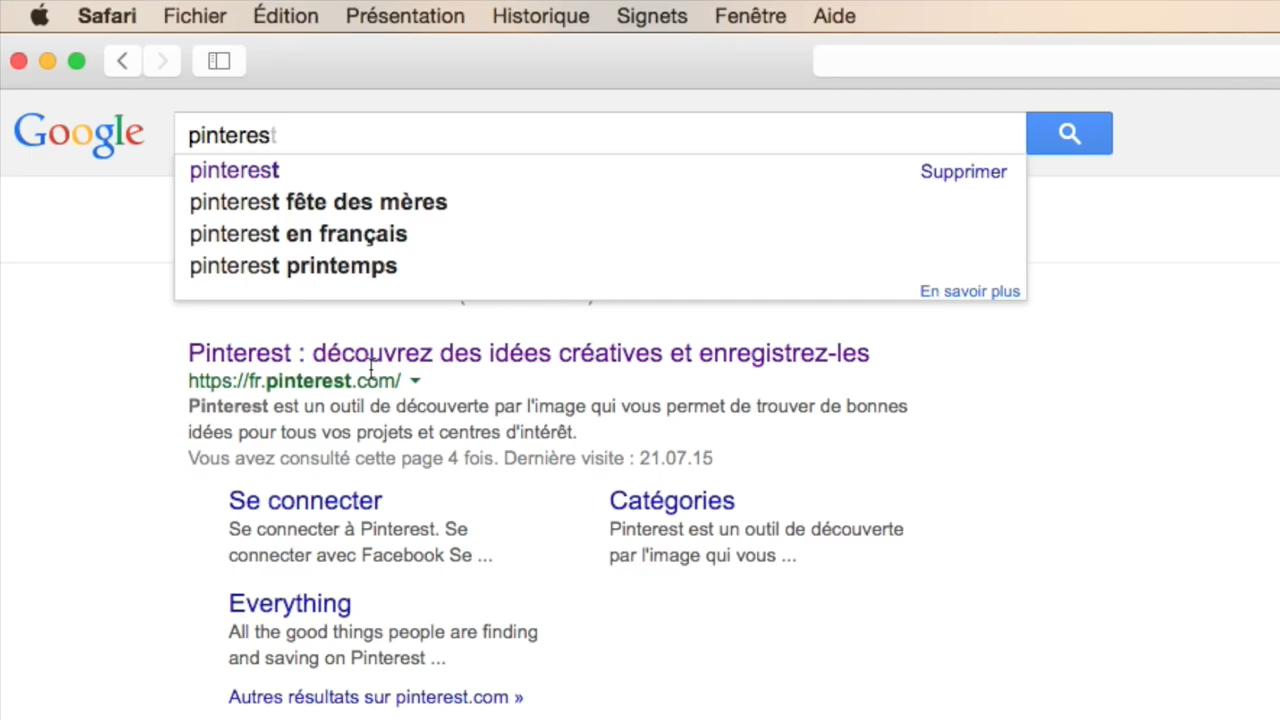 Safari Fichier Édition Présentation Historique Signets Fenêtre Aide
Google pinterest
pinterest Supprimer
pinterest fête des mères
pinterest en français
pinterest printemps
En savoir plus
Pinterest : découvrez des idées créatives et enregistrez-les
https://fr.pinterest.com/
Pinterest est un outil de découverte par l'image qui vous permet de trouver de bonnes
idées pour tous vos projets et centres d'intérêt.
Vous avez consulté cette page 4 fois. Dernière visite : 21.07.15
Se connecter
Se connecter à Pinterest. Se
connecter avec Facebook Se ...
Catégories
Pinterest est un outil de découverte
par l'image qui vous ...
Everything
All the good things people are finding
and saving on Pinterest ...
Autres résultats sur pinterest.com »